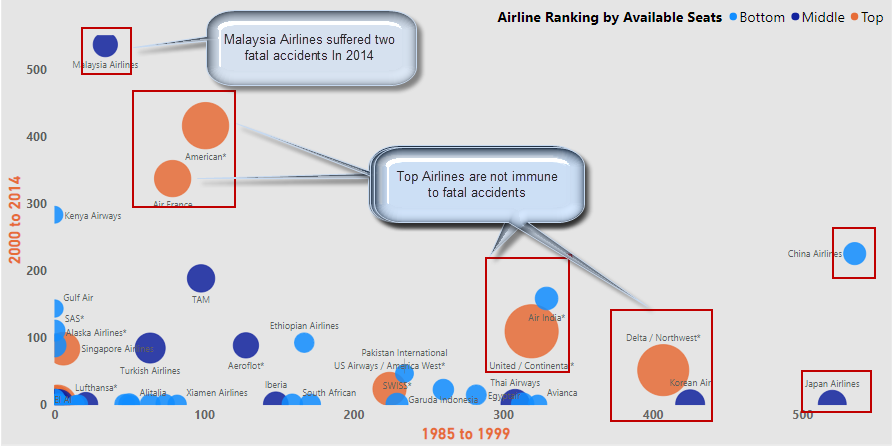 Airline Ranking by Available Seats Bottom Middle Top
Malaysia Airlines suffered two
fatal accidents In 2014
Malaysia Airlines
500
400
American*
Top Airlines are not immune
to fatal accidents
Air France
300
Kenya Airways
China Airlines
200
TAM
Gulf Air
SAS*
Air India*
Ethiopian Airlines
100
Alaska Airlines*
Delta / Northwest*
Singapore Airlines
Pakistan International
Turkish Airlines
Aeroflot*
US Airways / America West*
United / Continental*
Lufthansa*
Iberia
SWISS*
Thai Airways
Korean Air
Japan Airlines
El Al
Alitalia
Xiamen Airlines
South African
Garuda Indonesia
Avianca
0
0 100 200 300 400 500
2000 to 2014
1985 to 1999